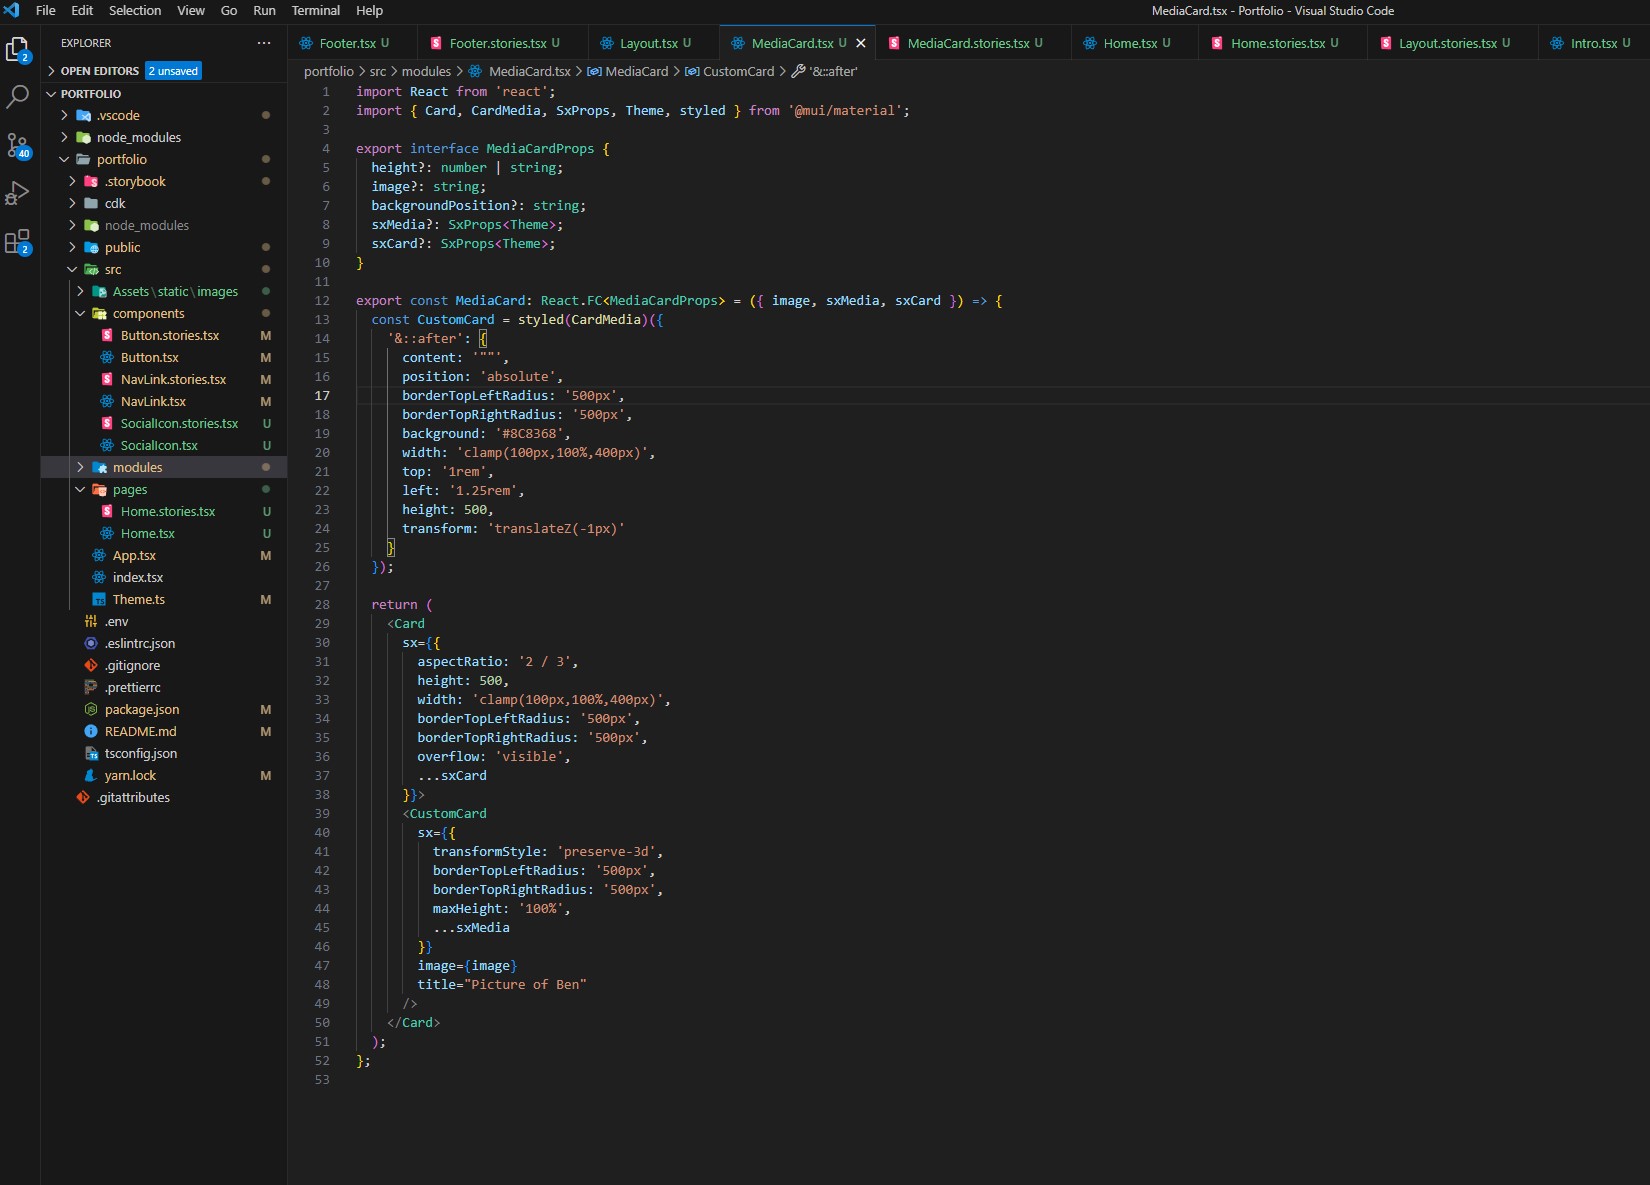 File Edit Selection View Go Run Terminal Help
MediaCard.tsx - Portfolio - Visual Studio Code
2
40
2
EXPLORER
OPEN EDITORS 2 unsaved
PORTFOLIO
.vscode
node_modules
portfolio
.storybook
cdk
node_modules
public
src
Assets\static\images
components
Button.stories.tsx M
Button.tsx M
NavLink.stories.tsx M
NavLink.tsx M
SocialIcon.stories.tsx U
SocialIcon.tsx U
modules
pages
Home.stories.tsx U
Home.tsx U
App.tsx M
index.tsx
Theme.ts M
.env
.eslintrc.json
.gitignore
.prettierrc
package.json M
README.md M
tsconfig.json
yarn.lock M
.gitattributes
Footer.tsx U Footer.stories.tsx U Layout.tsx U MediaCard.tsx U MediaCard.stories.tsx U Home.tsx U Home.stories.tsx U Layout.stories.tsx U Intro.tsx U
portfolio > src > modules > MediaCard.tsx > MediaCard > CustomCard > '&::after'
1 import React from 'react';
2 import { Card, CardMedia, SxProps, Theme, styled } from '@mui/material';
3
4 export interface MediaCardProps {
5 height?: number | string;
6 image?: string;
7 backgroundPosition?: string;
8 sxMedia?: SxProps<Theme>;
9 sxCard?: SxProps<Theme>;
10 }
11
12 export const MediaCard: React.FC<MediaCardProps> = ({ image, sxMedia, sxCard }) => {
13 const CustomCard = styled(CardMedia)({
14 '&::after': {
15 content: '""',
16 position: 'absolute',
17 borderTopLeftRadius: '500px',
18 borderTopRightRadius: '500px',
19 background: '#8C8368',
20 width: 'clamp(100px,100%,400px)',
21 top: '1rem',
22 left: '1.25rem',
23 height: 500,
24 transform: 'translateZ(-1px)'
25 }
26 });
27
28 return (
29 <Card
30 sx={{
31 aspectRatio: '2 / 3',
32 height: 500,
33 width: 'clamp(100px,100%,400px)',
34 borderTopLeftRadius: '500px',
35 borderTopRightRadius: '500px',
36 overflow: 'visible',
37 ...sxCard
38 }}>
39 <CustomCard
40 sx={{
41 transformStyle: 'preserve-3d',
42 borderTopLeftRadius: '500px',
43 borderTopRightRadius: '500px',
44 maxHeight: '100%',
45 ...sxMedia
46 }}
47 image={image}
48 title="Picture of Ben"
49 />
50 </Card>
51 );
52 };
53